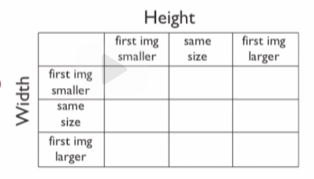 Height
first img same first img
smaller size larger
Width
first img
smaller
same
size
first img
larger